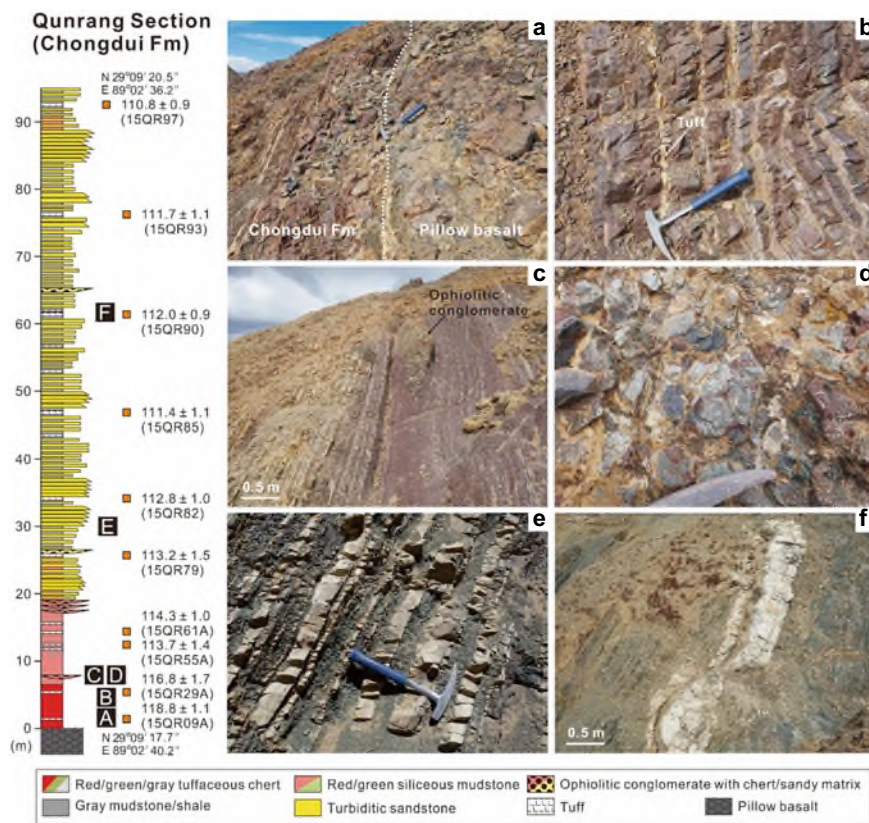 Qunrang Section
(Chongdui Fm)
N 29°09′ 20.5″
E 89°02′ 36.2″
110.8 ± 0.9
(15QR97)
90
80
111.7 ± 1.1
(15QR93)
70
F
112.0 ± 0.9
(15QR90)
60
50
111.4 ± 1.1
(15QR85)
40
112.8 ± 1.0
(15QR82)
30
E
113.2 ± 1.5
(15QR79)
20
114.3 ± 1.0
(15QR61A)
113.7 ± 1.4
(15QR55A)
10
C D
116.8 ± 1.7
(15QR29A)
B
118.8 ± 1.1
A
(15QR09A)
0
(m)
N 29°09′ 17.7″
E 89°02′ 40.2″
a
Chongdui Fm
Pillow basalt
b
Tuff
c
Ophiolitic
conglomerate
0.5 m
d
e
f
0.5 m
Red/green/gray tuffaceous chert
Red/green siliceous mudstone
Ophiolitic conglomerate with chert/sandy matrix
Gray mudstone/shale
Turbiditic sandstone
Tuff
Pillow basalt